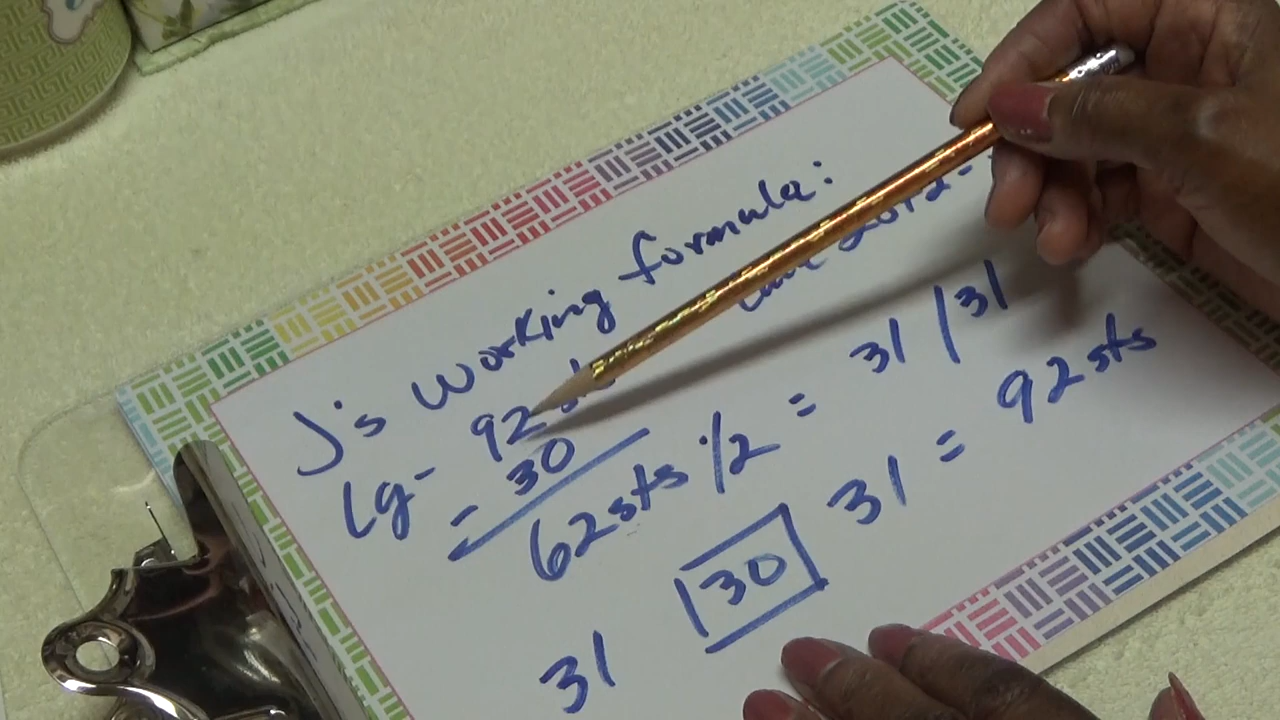 J's working formula:
lg- 92
- 30
62sts ./2 = 31 / 31
31 30 31 = 92sts